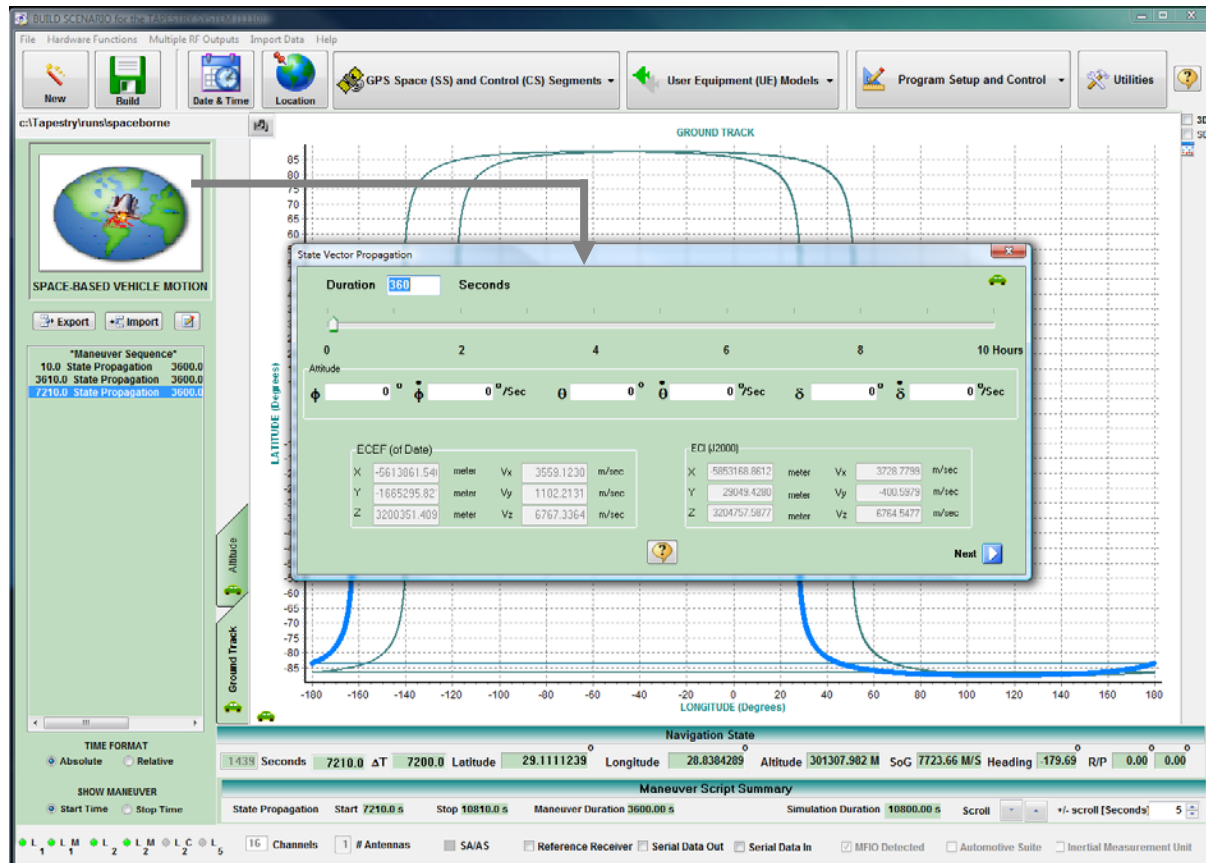 BUILD SCENARIO for the TAPESTRY SYSTEM (1110)
File Hardware Functions Multiple RF Outputs Import Data Help
New Build Date & Time Location GPS Space (SS) and Control (CS) Segments User Equipment (UE) Models Program Setup and Control Utilities
c:\Tapestry\runs\spaceborne
3D
GROUND TRACK
SPACE-BASED VEHICLE MOTION
Export Import
*Maneuver Sequence*
10.0 State Propagation 3600.0
3610.0 State Propagation 3600.0
7210.0 State Propagation 3600.0
85
80
75
70
65
60
State Vector Propagation
Duration 360 Seconds
0 2 4 6 8 10 Hours
Attitude
ϕ 0 º ϕ̇ 0 º/Sec θ 0 º θ̇ 0 º/Sec δ 0 º δ̇ 0 º/Sec
ECEF (of Date)
X -5613861.54 meter Vx 3559.1230 m/sec
Y -1665295.82 meter Vy 1102.2131 m/sec
Z 3200351.409 meter Vz 6767.3364 m/sec
ECI (J2000)
X -5853168.8612 meter Vx 3728.7799 m/sec
Y 29049.4280 meter Vy -400.5979 m/sec
Z 3204757.5877 meter Vz 6764.5477 m/sec
Next
LATITUDE (Degrees)
-60
-65
-70
-75
-80
-85
-180 -160 -140 -120 -100 -80 -60 -40 -20 0 20 40 60 80 100 120 140 160 180
LONGITUDE (Degrees)
Altitude
Ground Track
TIME FORMAT
Absolute Relative
SHOW MANEUVER
Start Time Stop Time
Navigation State
1439 Seconds 7210.0 ΔT 7200.0 Latitude 29.1111239 º Longitude 28.8384289 º Altitude 301307.982 M SoG 7723.66 M/S Heading -179.69 º R/P 0.00 º 0.00 º
Maneuver Script Summary
State Propagation Start 7210.0 s Stop 10810.0 s Maneuver Duration 3600.00 s Simulation Duration 10800.00 s Scroll +/- scroll [Seconds] 5
L1 L1M L2 L2M L2C L5 16 Channels 1 # Antennas SA/AS Reference Receiver Serial Data Out Serial Data In MFIO Detected Automotive Suite Inertial Measurement Unit